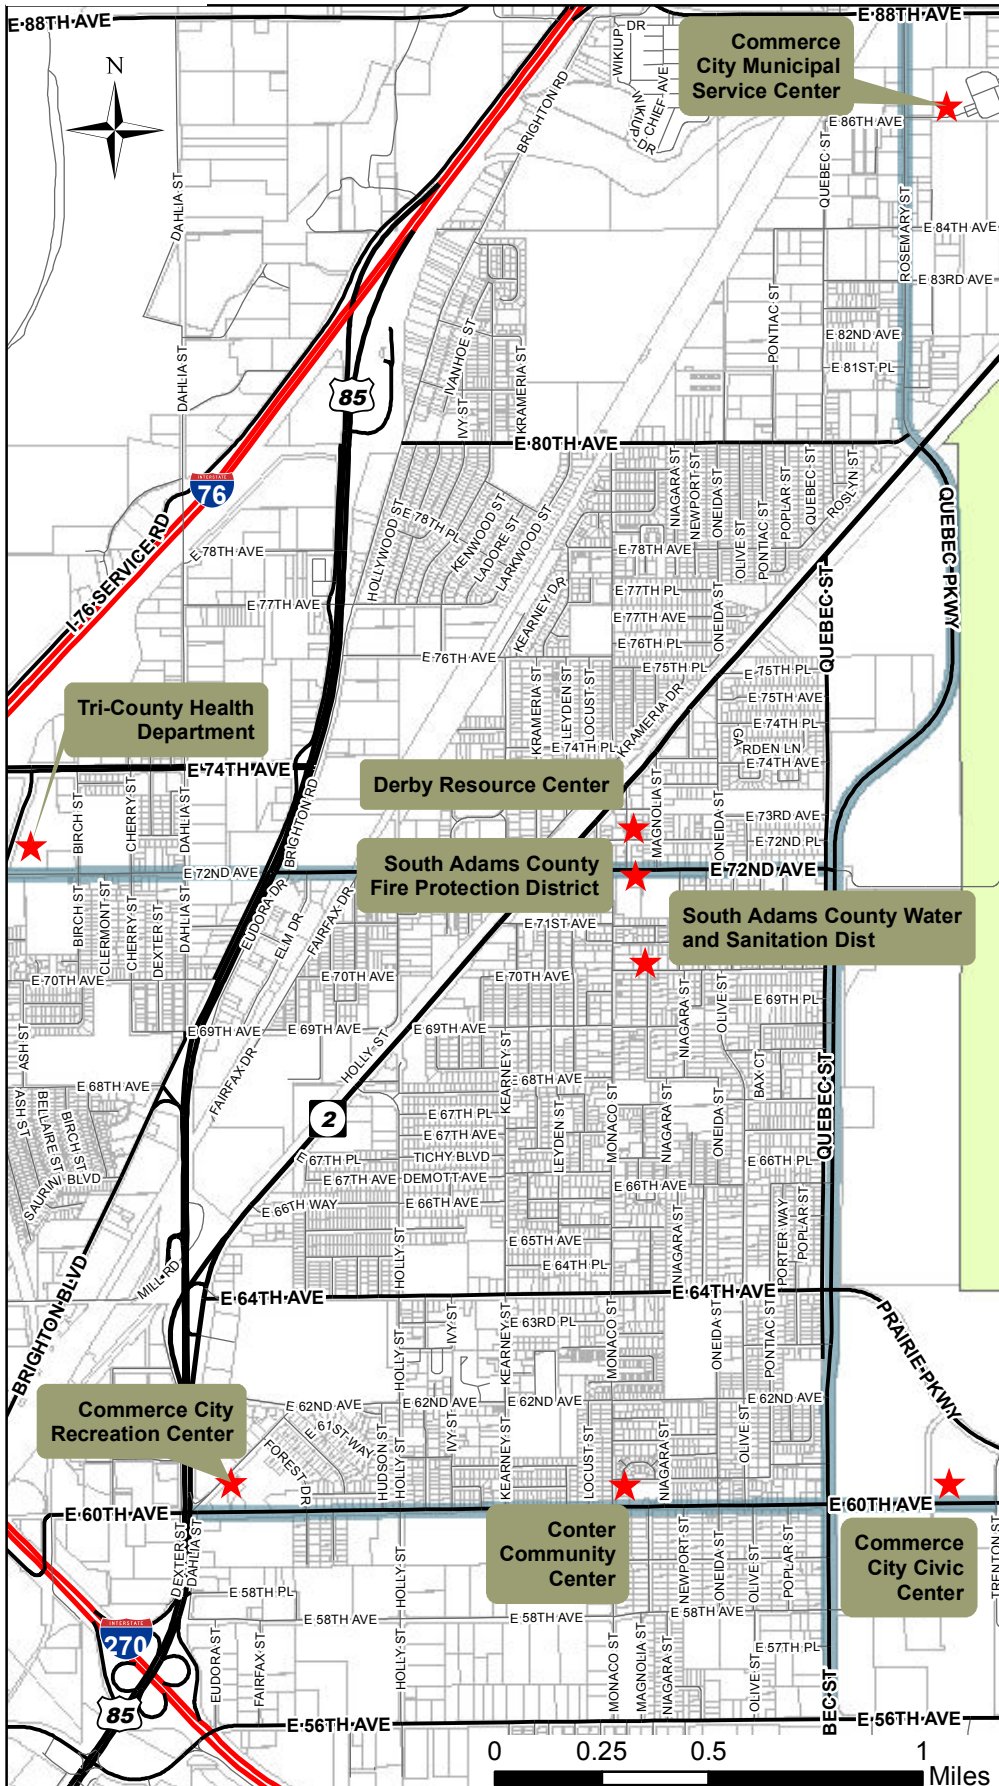 E 88TH AVE
E 88TH AVE
N
WIKIUP DR
Commerce
City Municipal
Service Center
BRIGHTON RD
CHIEF AVE
WIKIUP DR
E 86TH AVE
DAHLIA ST
QUEBEC ST
ROSEMARY ST
E 84TH AVE
E 83RD AVE
PONTIAC ST
E 82ND AVE
E 81ST PL
DAHLIA ST
IVANHOE ST
IVY ST
KRAMERIA ST
85
E 80TH AVE
INTERSTATE
76
I-76 SERVICE RD
E 78TH AVE
HOLLYWOOD ST
E 78TH PL
KENWOOD ST
LADORE ST
LARKWOOD ST
NIAGARA ST
NEWPORT ST
ONEIDA ST
OLIVE ST
PONTIAC ST
POPLAR ST
QUEBEC ST
ROSLYN ST
QUEBEC PKWY
E 78TH AVE
E 77TH AVE
KEARNEY DR
E 77TH PL
E 77TH AVE
E 76TH PL
ONEIDA ST
QUEBEC ST
E 76TH AVE
E 75TH PL
E 75TH PL
E 75TH AVE
KRAMERIA ST
LEYDEN ST
LOCUST ST
KRAMERIA DR
E 74TH PL
E 74TH PL
GARDEN LN
E 74TH AVE
Tri-County Health
Department
E 74TH AVE
BRIGHTON RD
Derby Resource Center
BIRCH ST
CHERRY ST
DAHLIA ST
MAGNOLIA ST
ONEIDA ST
E 73RD AVE
E 72ND PL
E 72ND AVE
E 72ND AVE
South Adams County
Fire Protection District
South Adams County Water
and Sanitation Dist
BIRCH ST
CLERMONT ST
CHERRY ST
DEXTER ST
DAHLIA ST
EUDORA DR
ELM DR
FAIRFAX DR
E 71ST AVE
E 70TH AVE
E 70TH AVE
E 70TH AVE
E 69TH PL
E 69TH AVE
E 69TH AVE
E 69TH AVE
NIAGARA ST
OLIVE ST
ASH ST
FAIRFAX DR
HOLLY ST
KEARNEY ST
BAX CT
QUEBEC ST
E 68TH AVE
E 68TH AVE
ASH ST
BELLAIRE ST
BIRCH ST
SAURINI BLVD
2
E 67TH PL
E 67TH AVE
TICHY BLVD
E 67TH PL
E 67TH AVE
DEMOTT AVE
E 66TH WAY
E 66TH AVE
LEYDEN ST
MONACO ST
NIAGARA ST
ONEIDA ST
E 66TH PL
E 66TH AVE
E 65TH AVE
E 64TH PL
HOLLY ST
NIAGARA ST
PORTER WAY
POPLAR ST
MILL RD
BRIGHTON BLVD
E 64TH AVE
E 64TH AVE
PRAIRIE PKWY
HOLLY ST
IVY ST
KEARNEY ST
E 63RD PL
MONACO ST
ONEIDA ST
PONTIAC ST
Commerce City
Recreation Center
E 62ND AVE
E 62ND AVE
E 62ND AVE
E 62ND AVE
E 61ST WAY
FOREST DR
HUDSON ST
HOLLY ST
IVY ST
KEARNEY ST
LOCUST ST
NIAGARA ST
OLIVE ST
E 60TH AVE
E 60TH AVE
Conter
Community
Center
Commerce
City Civic
Center
DEXTER ST
DAHLIA ST
HOLLY ST
NEWPORT ST
ONEIDA ST
OLIVE ST
POPLAR ST
TRENTON ST
E 58TH PL
E 58TH AVE
E 58TH AVE
E 58TH AVE
E 57TH PL
INTERSTATE
270
85
EUDORA ST
FAIRFAX ST
HOLLY ST
MONACO ST
MAGNOLIA ST
NIAGARA ST
OLIVE ST
BEC ST
E 56TH AVE
E 56TH AVE
0 0.25 0.5 1
Miles